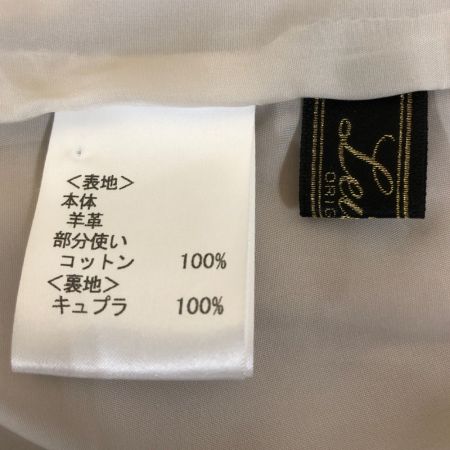 <表地>
本体
羊革
部分使い
コットン 100%
<裏地>
キュプラ 100%
ORIG